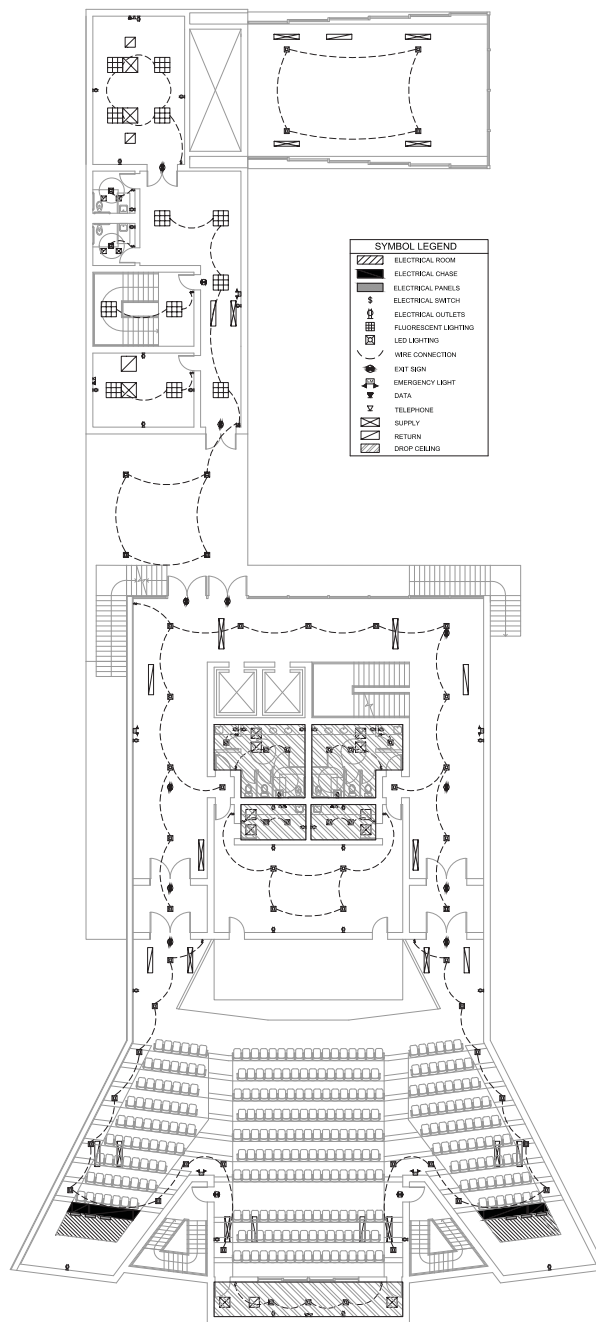 SYMBOL LEGEND
ELECTRICAL ROOM
ELECTRICAL CHASE
ELECTRICAL PANELS
$ ELECTRICAL SWITCH
ELECTRICAL OUTLETS
FLUORESCENT LIGHTING
LED LIGHTING
WIRE CONNECTION
EXIT SIGN
EMERGENCY LIGHT
DATA
TELEPHONE
SUPPLY
RETURN
DROP CEILING